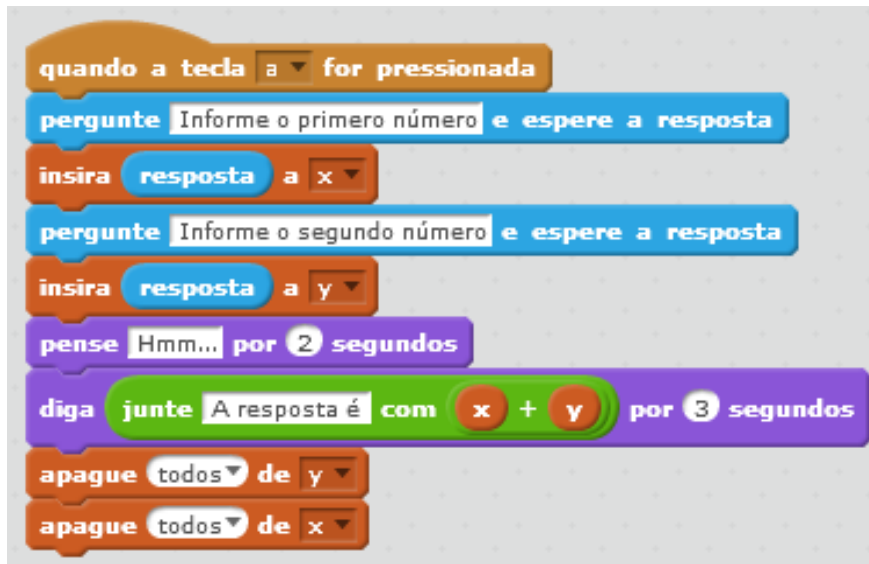 quando a tecla a for pressionada
pergunte Informe o primero número e espere a resposta
insira resposta a x
pergunte Informe o segundo número e espere a resposta
insira resposta a y
pense Hmm... por 2 segundos
diga junte A resposta é com x + y por 3 segundos
apague todos de y
apague todos de x